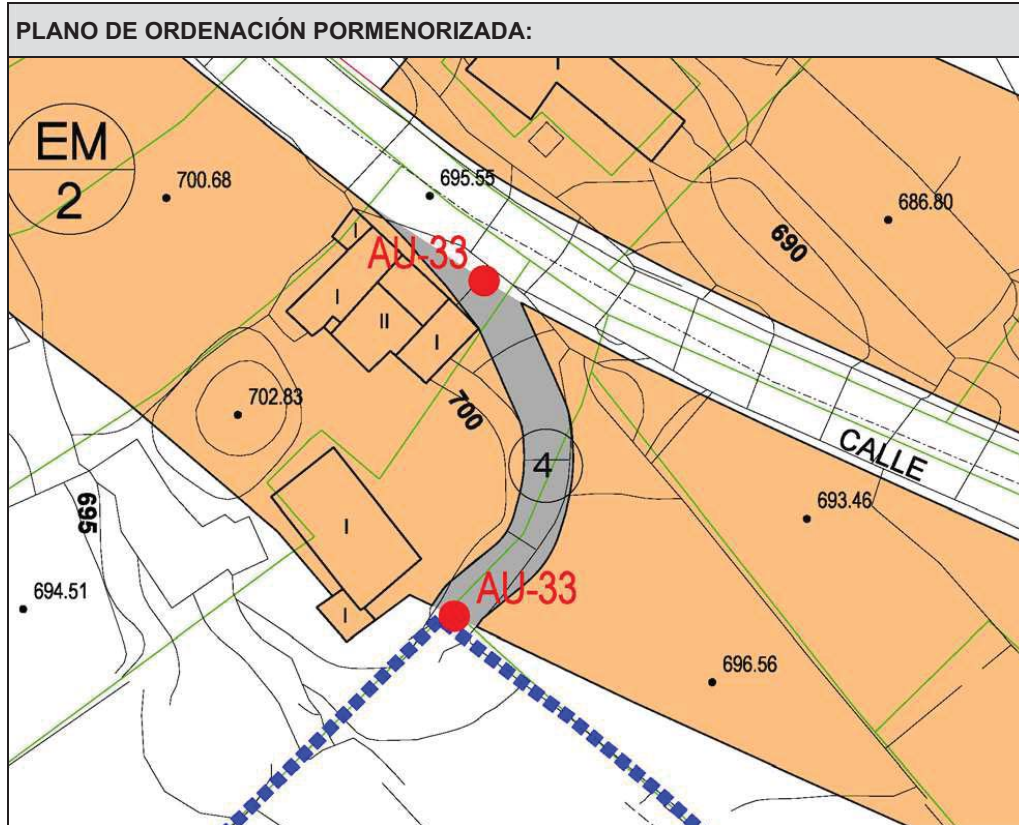 PLANO DE ORDENACIÓN PORMENORIZADA:
I
EM
2
700.68
695.55
686.80
690
I
AU-33
I
II
I
702.83
700
CALLE
4
695
693.46
I
694.51
AU-33
I
696.56